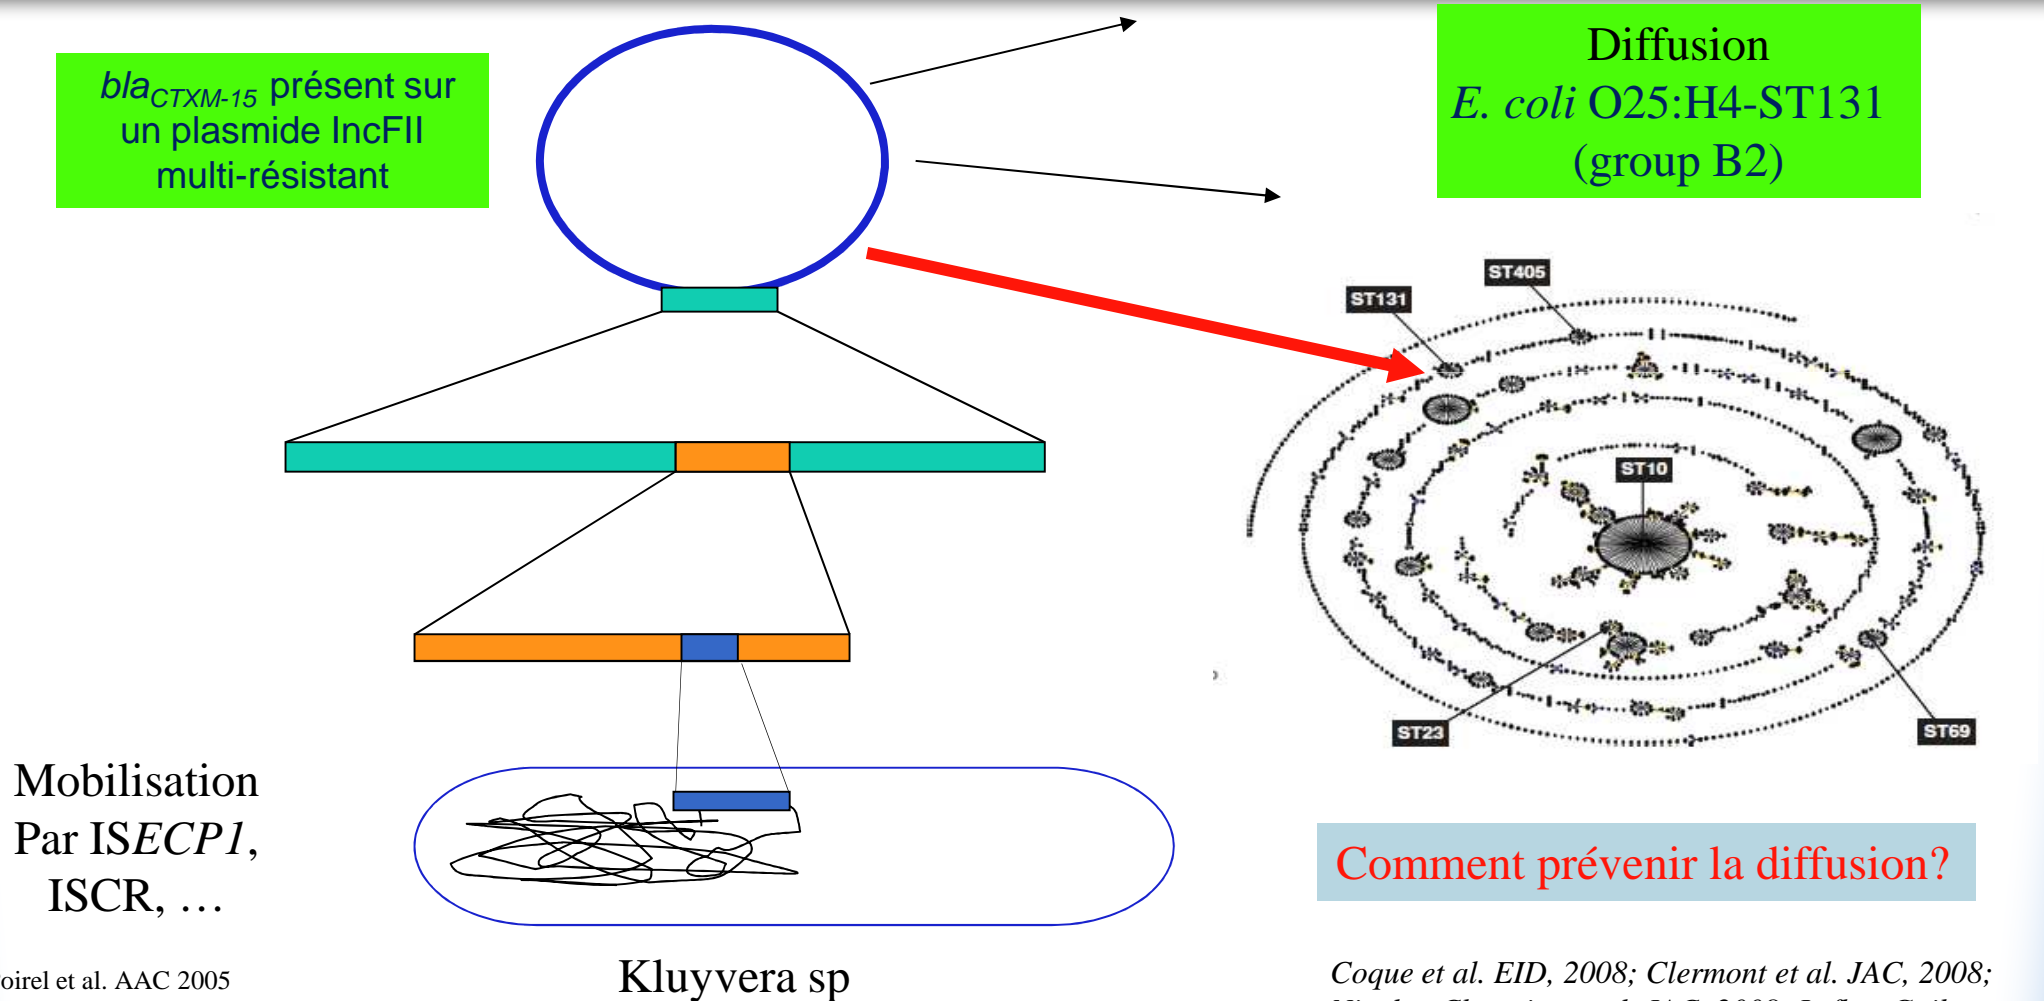 bla_CTXM-15 présent sur
un plasmide IncFII
multi-résistant
Diffusion
E. coli O25:H4-ST131
(group B2)
ST405
ST131
ST10
ST23
ST69
Mobilisation
Par ISECP1,
ISCR, …
Comment prévenir la diffusion?
Kluyvera sp
oirel et al. AAC 2005
Coque et al. EID, 2008; Clermont et al. JAC, 2008;